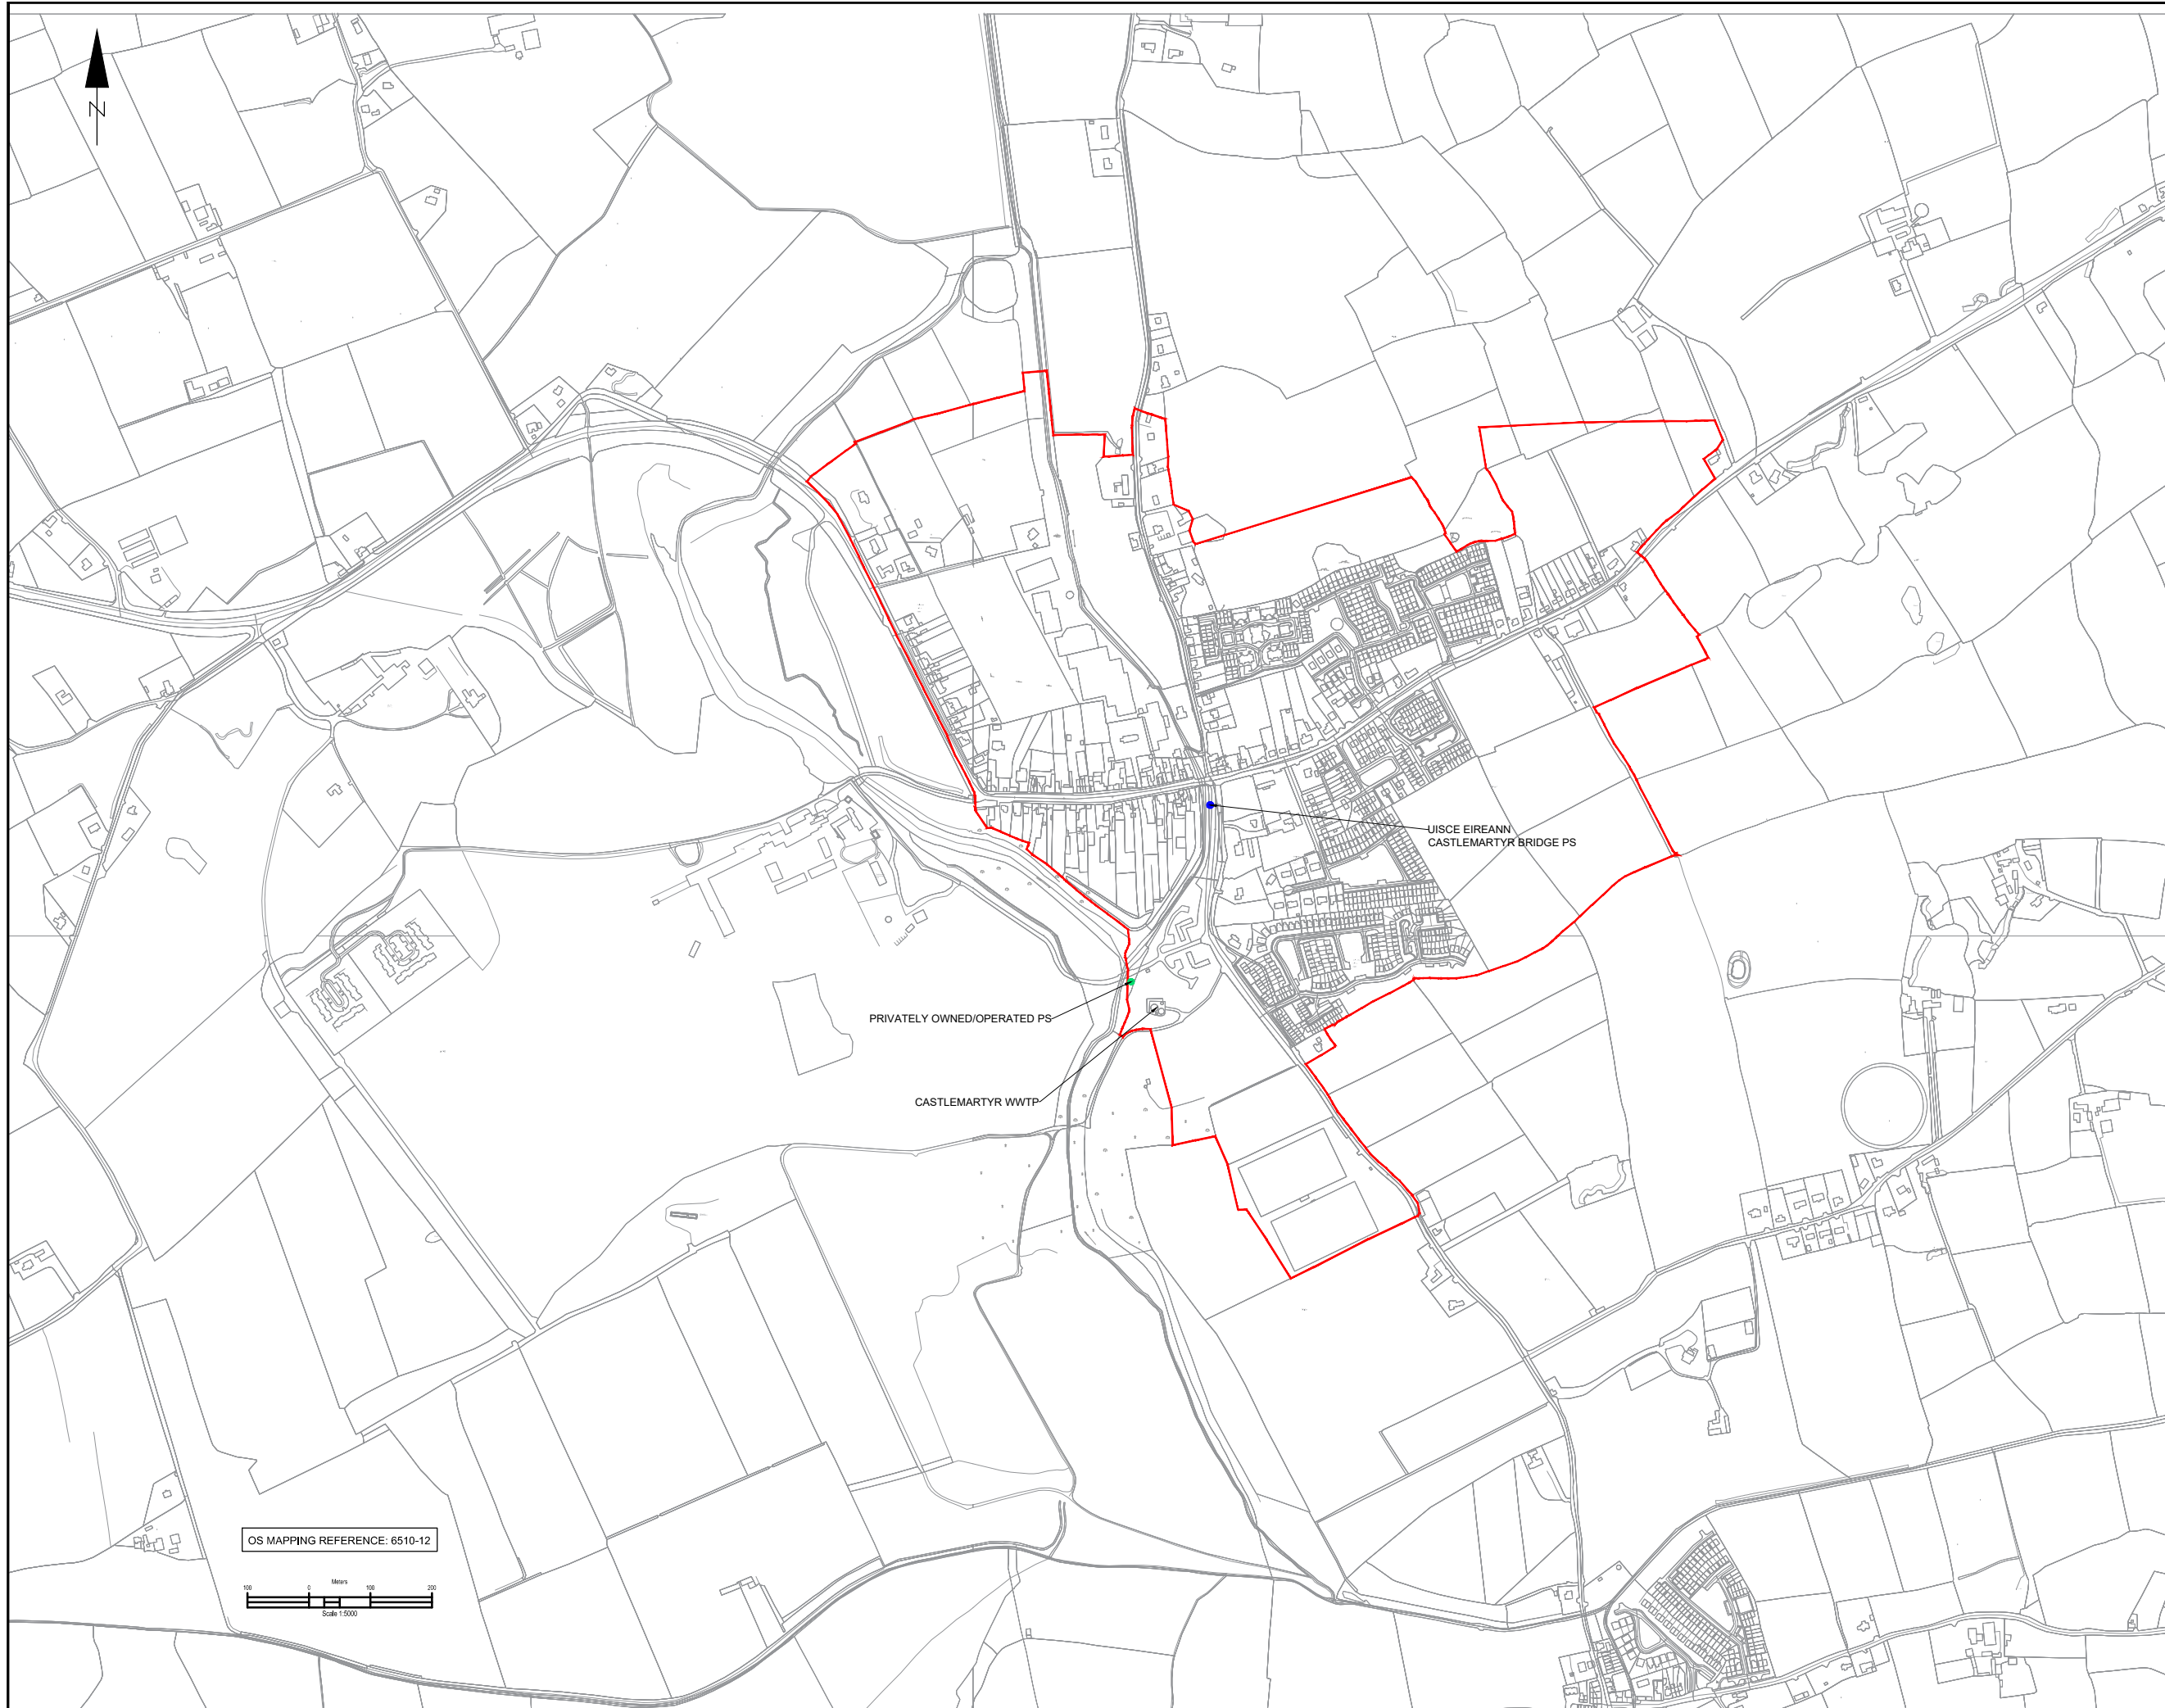 N
UISCE EIREANN
CASTLEMARTYR BRIDGE PS
PRIVATELY OWNED/OPERATED PS
CASTLEMARTYR WWTP
OS MAPPING REFERENCE: 6510-12
Meters
100 0 100 200
Scale 1:5000